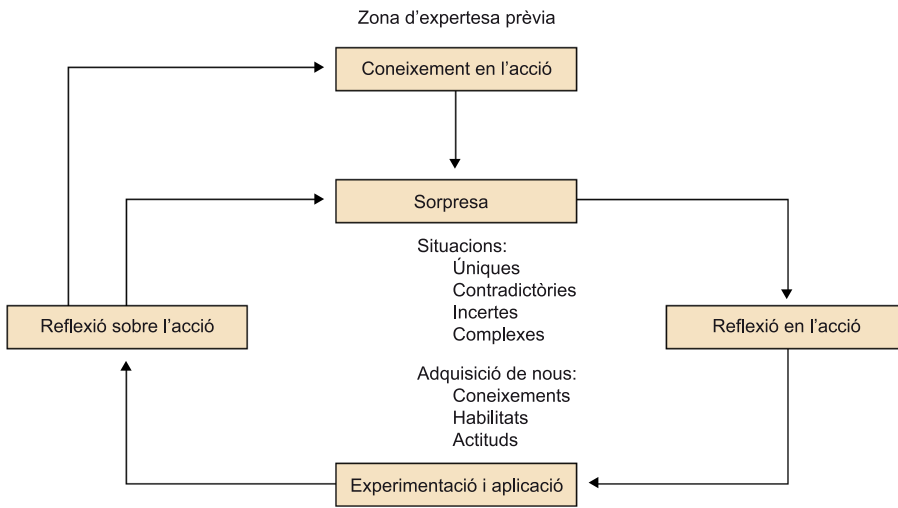 Zona d’expertesa prèvia
Coneixement en l’acció
Sorpresa
Situacions:
Úniques
Contradictòries
Incertes
Complexes
Reflexió sobre l’acció
Reflexió en l’acció
Adquisició de nous:
Coneixements
Habilitats
Actituds
Experimentació i aplicació